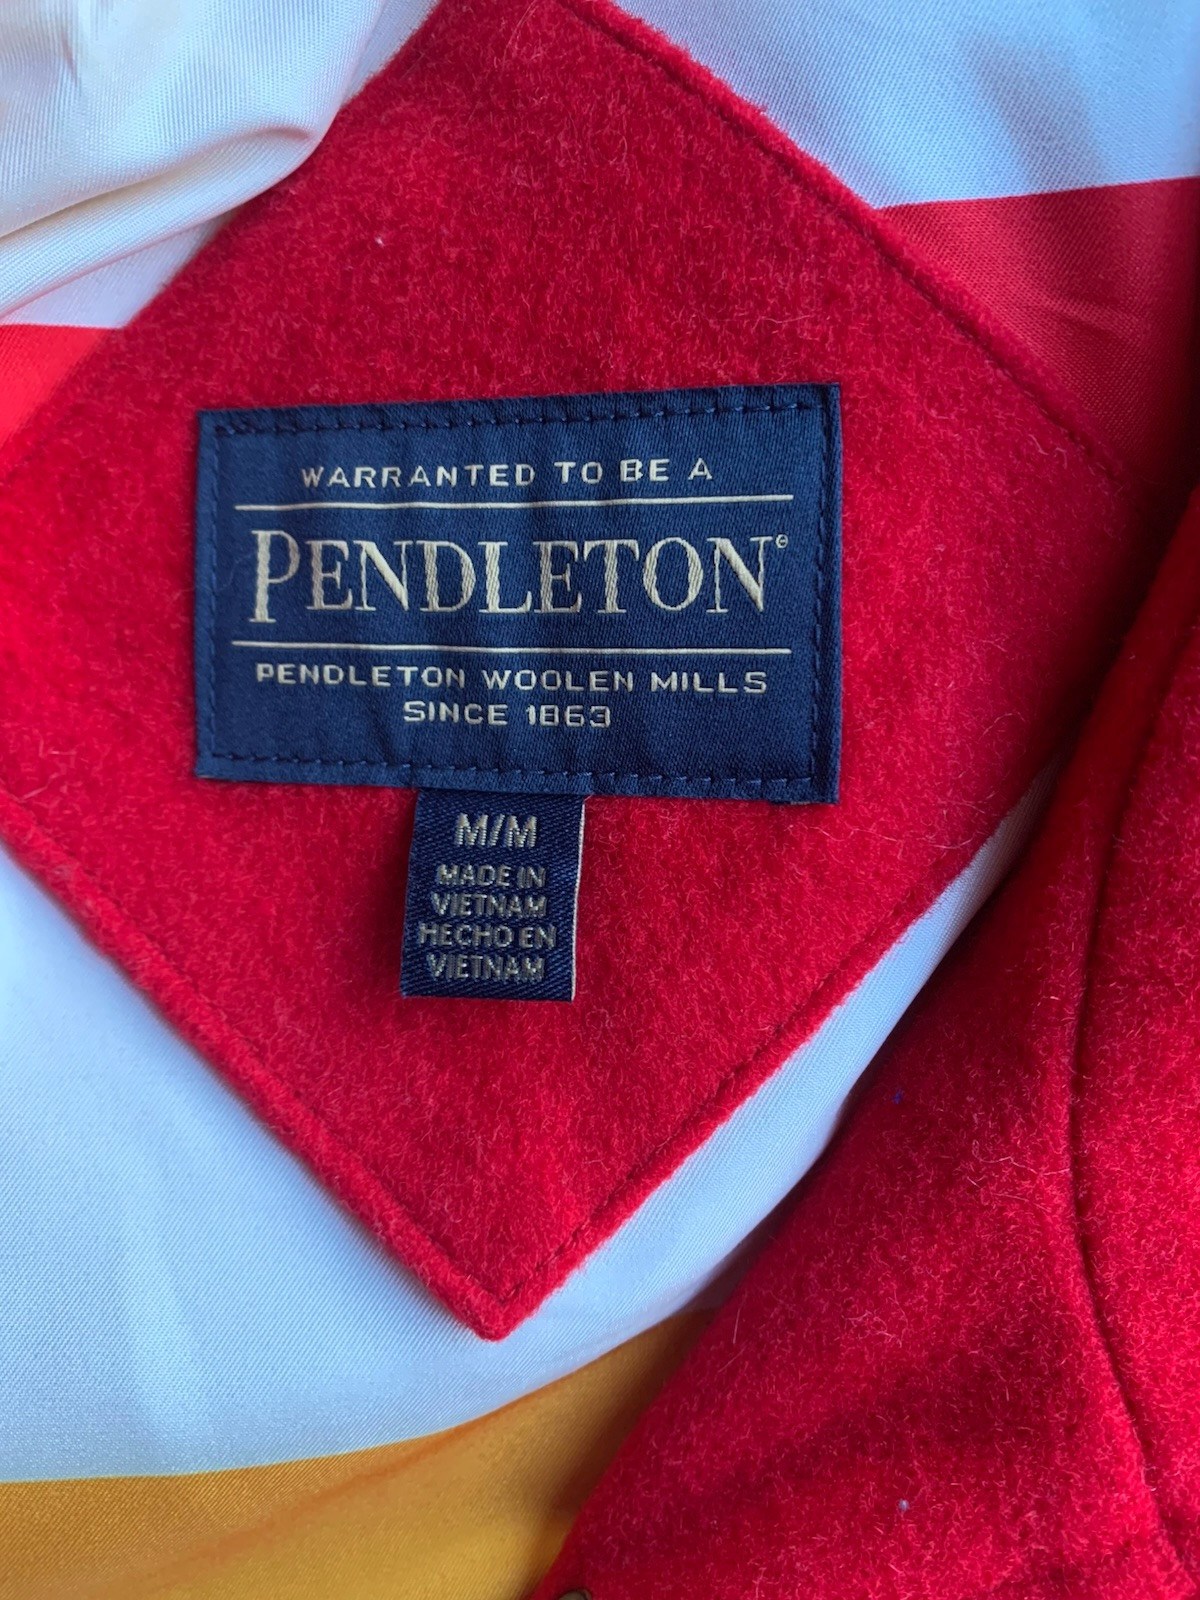 WARRANTED TO BE A
PENDLETON®
PENDLETON WOOLEN MILLS
SINCE 1863
M/M
MADE IN
VIETNAM
HECHO EN
VIETNAM